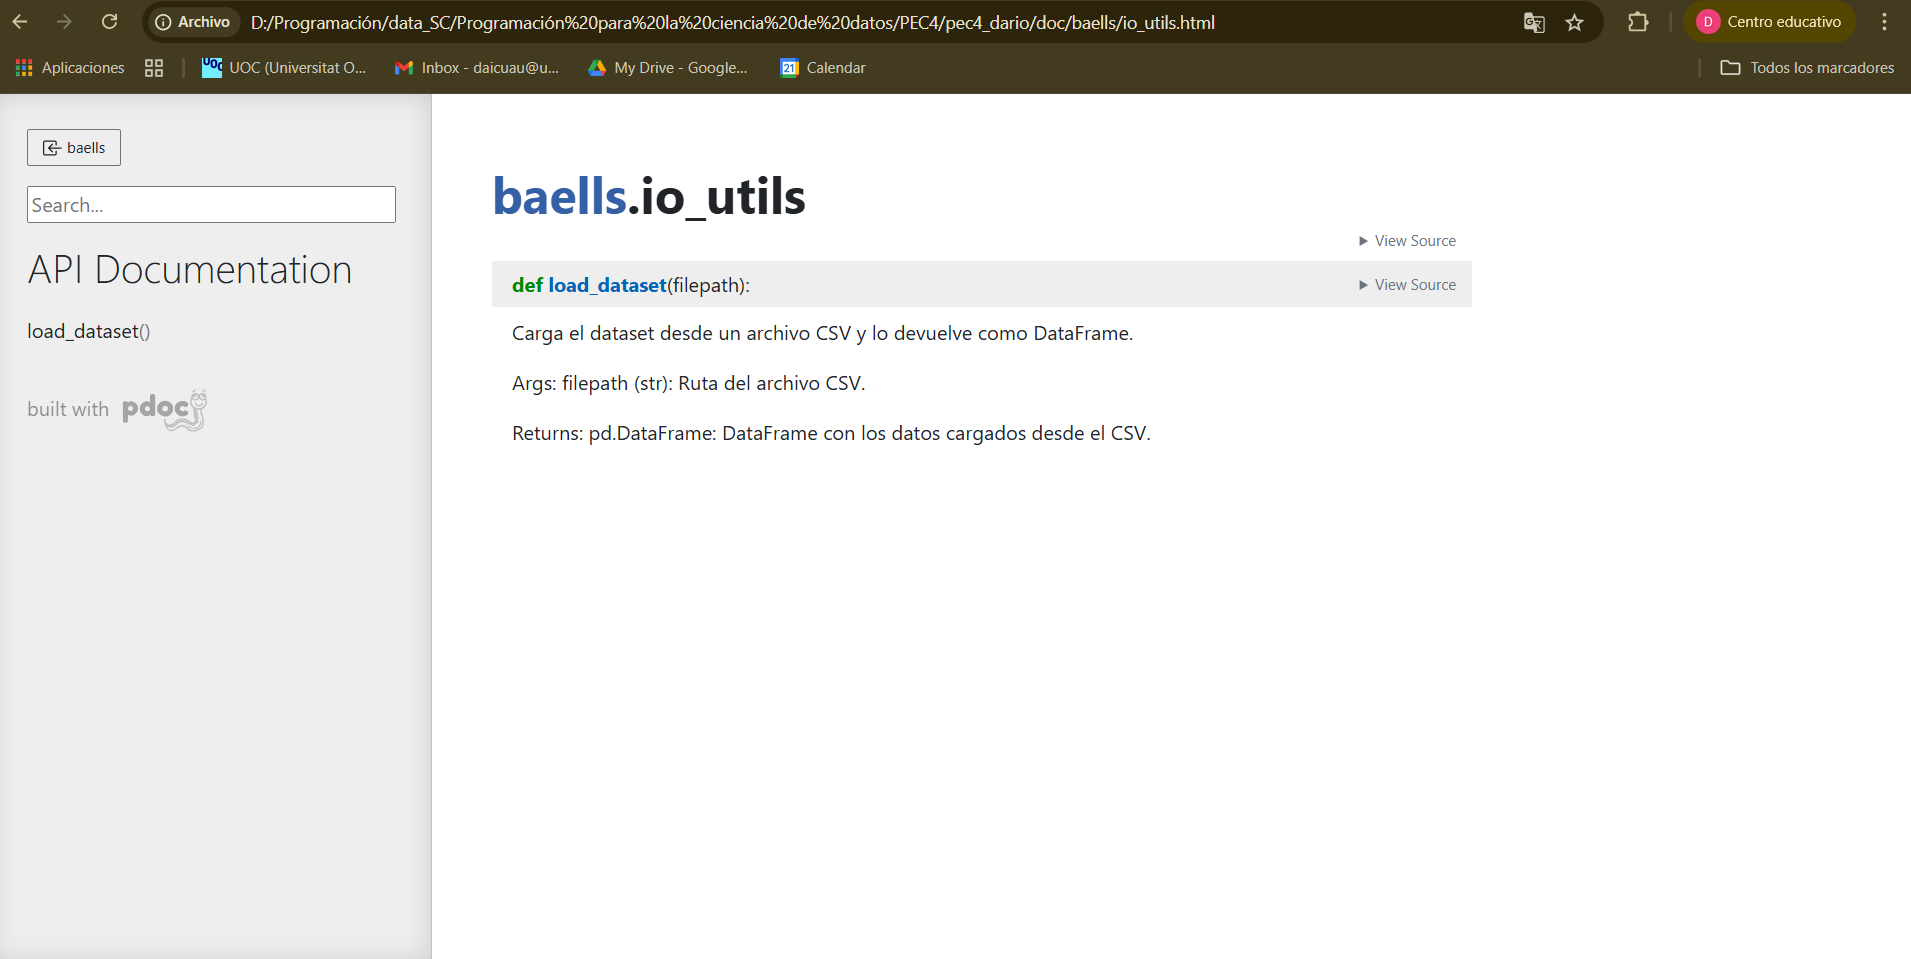 Archivo D:/Programación/data_SC/Programación%20para%20la%20ciencia%20de%20datos/PEC4/pec4_dario/doc/baells/io_utils.html D Centro educativo
Aplicaciones UOC (Universitat O... Inbox - daicuau@u... My Drive - Google... 21 Calendar Todos los marcadores
baells
Search...
API Documentation
load_dataset()
built with pdoc
baells.io_utils
View Source
def load_dataset(filepath): View Source
Carga el dataset desde un archivo CSV y lo devuelve como DataFrame.
Args: filepath (str): Ruta del archivo CSV.
Returns: pd.DataFrame: DataFrame con los datos cargados desde el CSV.